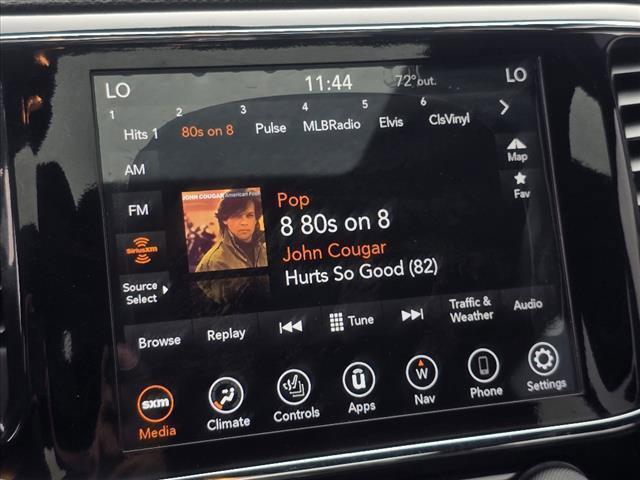 LO 11:44 72°out. LO
1 2 3 4 5 6
Hits 1 80s on 8 Pulse MLBRadio Elvis ClsVinyl
AM
Map
FM
Fav
JOHN COUGAR American Fool
Pop
8 80s on 8
John Cougar
Hurts So Good (82)
SiriusXM
Source
Select
Browse Replay Tune Traffic &
Weather Audio
sxm
Media Climate Controls Apps Nav Phone Settings
W